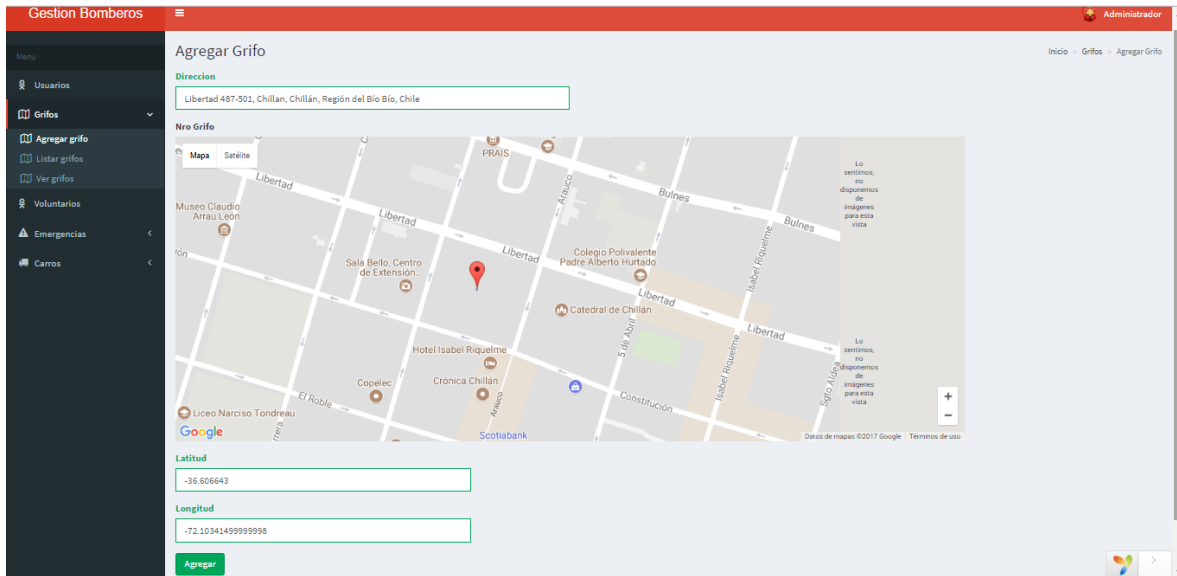 Gestion Bomberos
Administrador
Menu
Usuarios
Grifos
Agregar grifo
Listar grifos
Ver grifos
Voluntarios
Emergencias
Carros
Agregar Grifo
Inicio > Grifos > Agregar Grifo
Direccion
Libertad 487-501, Chillan, Chillán, Región del Bío Bío, Chile
Nro Grifo
Mapa Satélite
PRAIS
Libertad
Arauco
Bulnes
Bulnes
Museo Claudio
Arrau León
Libertad
Libertad
Colegio Polivalente
Padre Alberto Hurtado
Isabel Riquelme
Sala Bello, Centro
de Extensión...
Libertad
Catedral de Chillán
Libertad
5 de Abril
Hotel Isabel Riquelme
Isabel Riquelme
Sgto Aldea
Copelec
Crónica Chillán
Arauco
El Roble
Constitución
Liceo Narciso Tondreau
Scotiabank
Lo
sentimos,
no
disponemos
de
imágenes
para esta
vista
Lo
sentimos,
no
disponemos
de
imágenes
para esta
vista
+
−
Google
Datos de mapas ©2017 Google
Términos de uso
Latitud
-36.606643
Longitud
-72.10341499999998
Agregar